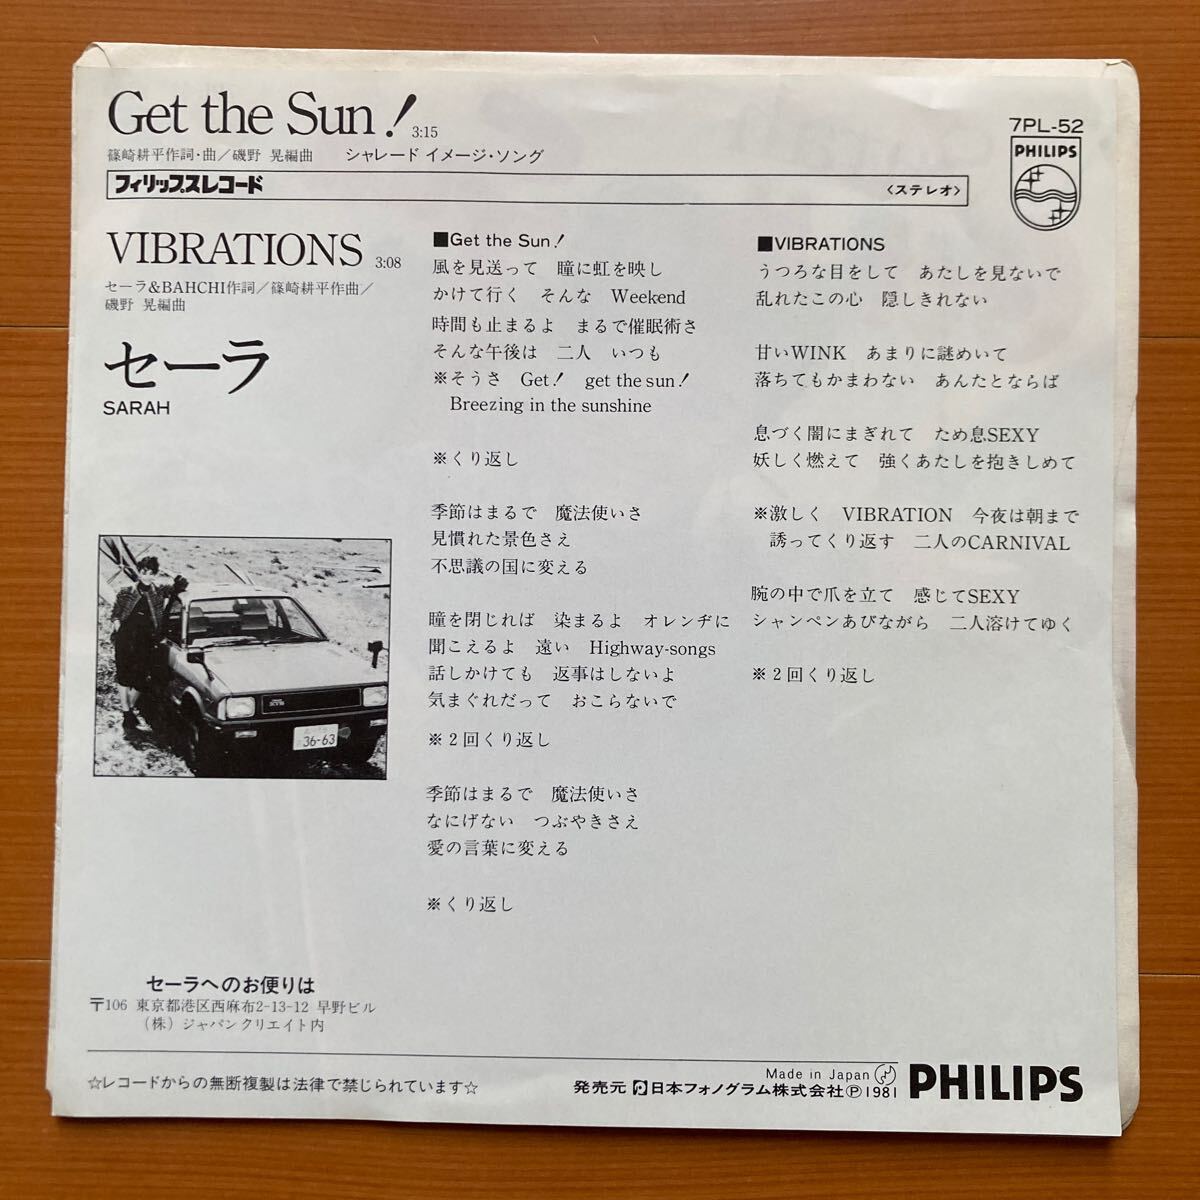 Get the Sun! 3:15
篠崎耕平作詞・曲／磯野 晃編曲　シャレード イメージ・ソング
7PL-52
PHILIPS
フィリップスレコード
〈ステレオ〉
VIBRATIONS 3:08
セーラ&BAHCHI作詞／篠崎耕平作曲／
磯野 晃編曲
セーラ
SARAH
36-63
■Get the Sun!
風を見送って　瞳に虹を映し
かけて行く　そんな　Weekend
時間も止まるよ　まるで催眠術さ
そんな午後は　二人　いつも
※そうさ　Get!　get the sun!
Breezing in the sunshine
※くり返し
季節はまるで　魔法使いさ
見慣れた景色さえ
不思議の国に変える
瞳を閉じれば　染まるよ　オレンヂに
聞こえるよ　遠い　Highway-songs
話しかけても　返事はしないよ
気まぐれだって　おこらないで
※2回くり返し
季節はまるで　魔法使いさ
なにげない　つぶやきさえ
愛の言葉に変える
※くり返し
■VIBRATIONS
うつろな目をして　あたしを見ないで
乱れたこの心　隠しきれない
甘いWINK　あまりに謎めいて
落ちてもかまわない　あんたとならば
息づく闇にまぎれて　ため息SEXY
妖しく燃えて　強くあたしを抱きしめて
※激しく　VIBRATION　今夜は朝まで
誘ってくり返す　二人のCARNIVAL
腕の中で爪を立て　感じてSEXY
シャンペンあびながら　二人溶けてゆく
※2回くり返し
セーラへのお便りは
〒106 東京都港区西麻布2-13-12 早野ビル
（株）ジャパンクリエイト内
☆レコードからの無断複製は法律で禁じられています☆
Made in Japan
発売元 日本フォノグラム株式会社Ⓟ1981
PHILIPS